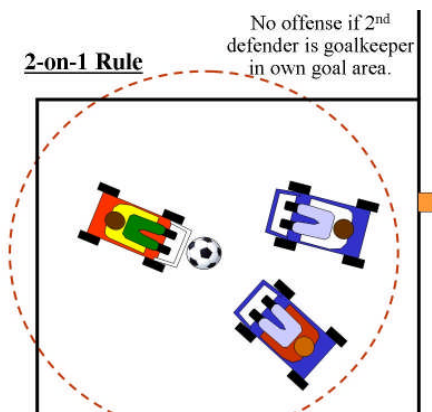 No offense if 2nd
defender is goalkeeper
in own goal area.
2-on-1 Rule